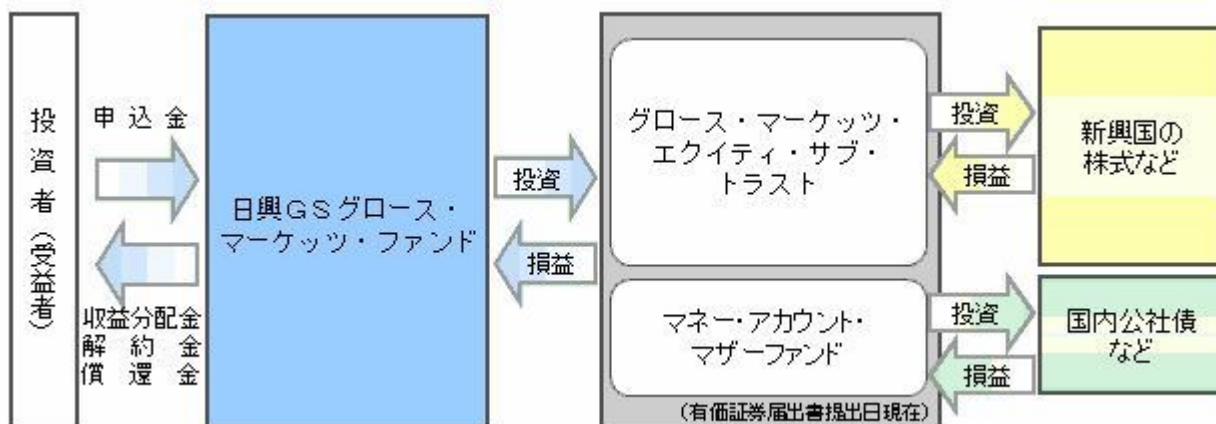 投資者（受益者）
申込金
収益分配金
解約金
償還金
日興ＧＳグロース・
マーケッツ・ファンド
投資
損益
グロース・マーケッツ・
エクイティ・サブ・
トラスト
マネー・アカウント・
マザーファンド
（有価証券届出書提出日現在）
投資
損益
投資
損益
新興国の
株式など
国内公社債
など